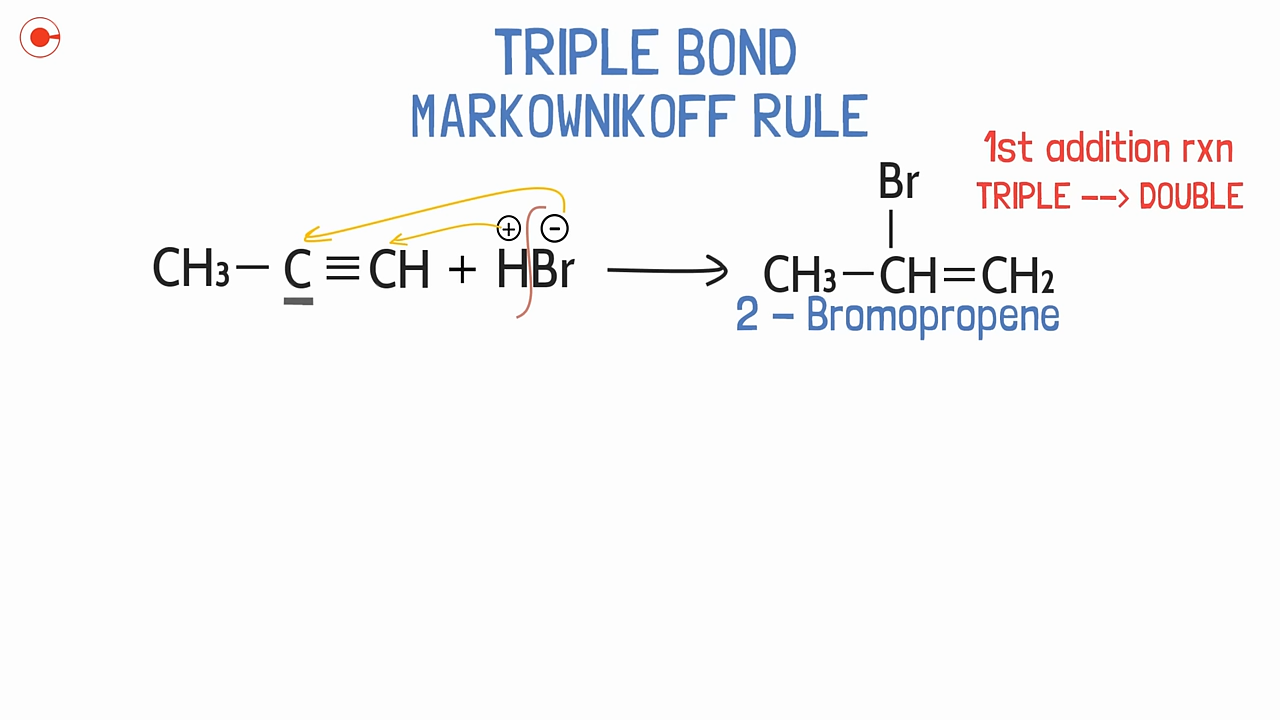 TRIPLE BOND
MARKOWNIKOFF RULE
1st addition rxn
TRIPLE --> DOUBLE
Br
+ −
CH₃ — C ≡ CH + HBr ⟶ CH₃ — CH = CH₂
2 – Bromopropene